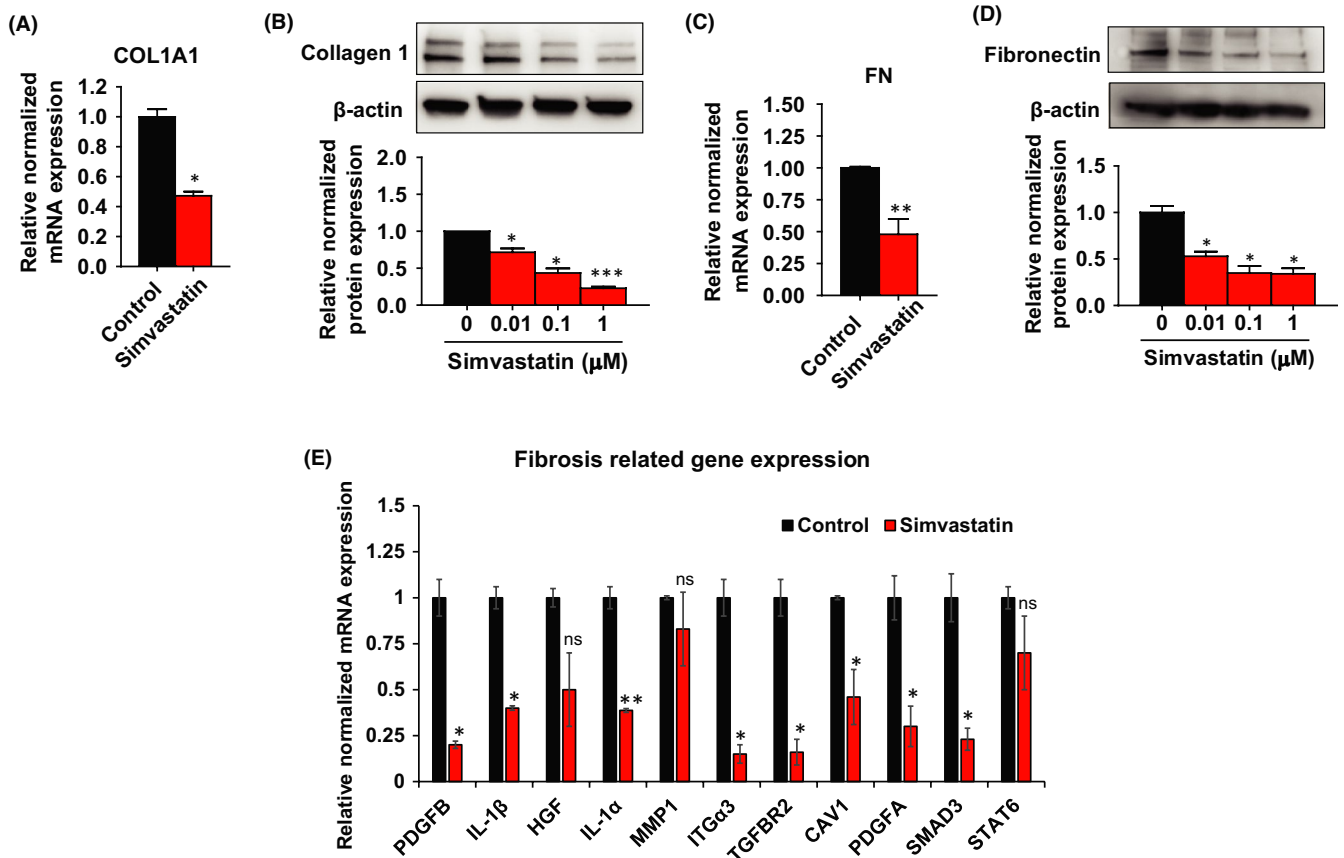 (A)
COL1A1
Relative normalized
mRNA expression
1.2
1.0
0.8
0.6
0.4
0.2
0.0
*
Control
Simvastatin
(B)
Collagen 1
β-actin
Relative normalized
protein expression
2.0
1.5
1.0
0.5
0.0
*
*
***
0 0.01 0.1 1
Simvastatin (μM)
(C)
FN
Relative normalized
mRNA expression
1.50
1.25
1.00
0.75
0.50
0.25
0.00
**
Control
Simvastatin
(D)
Fibronectin
β-actin
Relative normalized
protein expression
1.5
1.0
0.5
0.0
*
*
*
0 0.01 0.1 1
Simvastatin (μM)
(E)
Fibrosis related gene expression
Relative normalized mRNA expression
1.5
1.25
1
0.75
0.5
0.25
0
Control Simvastatin
*
*
ns
**
ns
*
*
*
*
*
ns
PDGFB
IL-1β
HGF
IL-1α
MMP1
ITGα3
TGFBR2
CAV1
PDGFA
SMAD3
STAT6